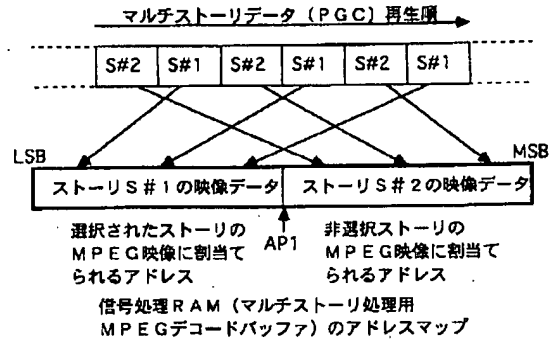 マルチストーリデータ（PGC）再生順
S#2 S#1 S#2 S#1 S#2 S#1
LSB MSB
ストーリS#1の映像データ ストーリS#2の映像データ
選択されたストーリの
MPEG映像に割当て
られるアドレス
AP1
非選択ストーリの
MPEG映像に割当て
られるアドレス
信号処理RAM（マルチストーリ処理用
MPEGデコードバッファ）のアドレスマップ